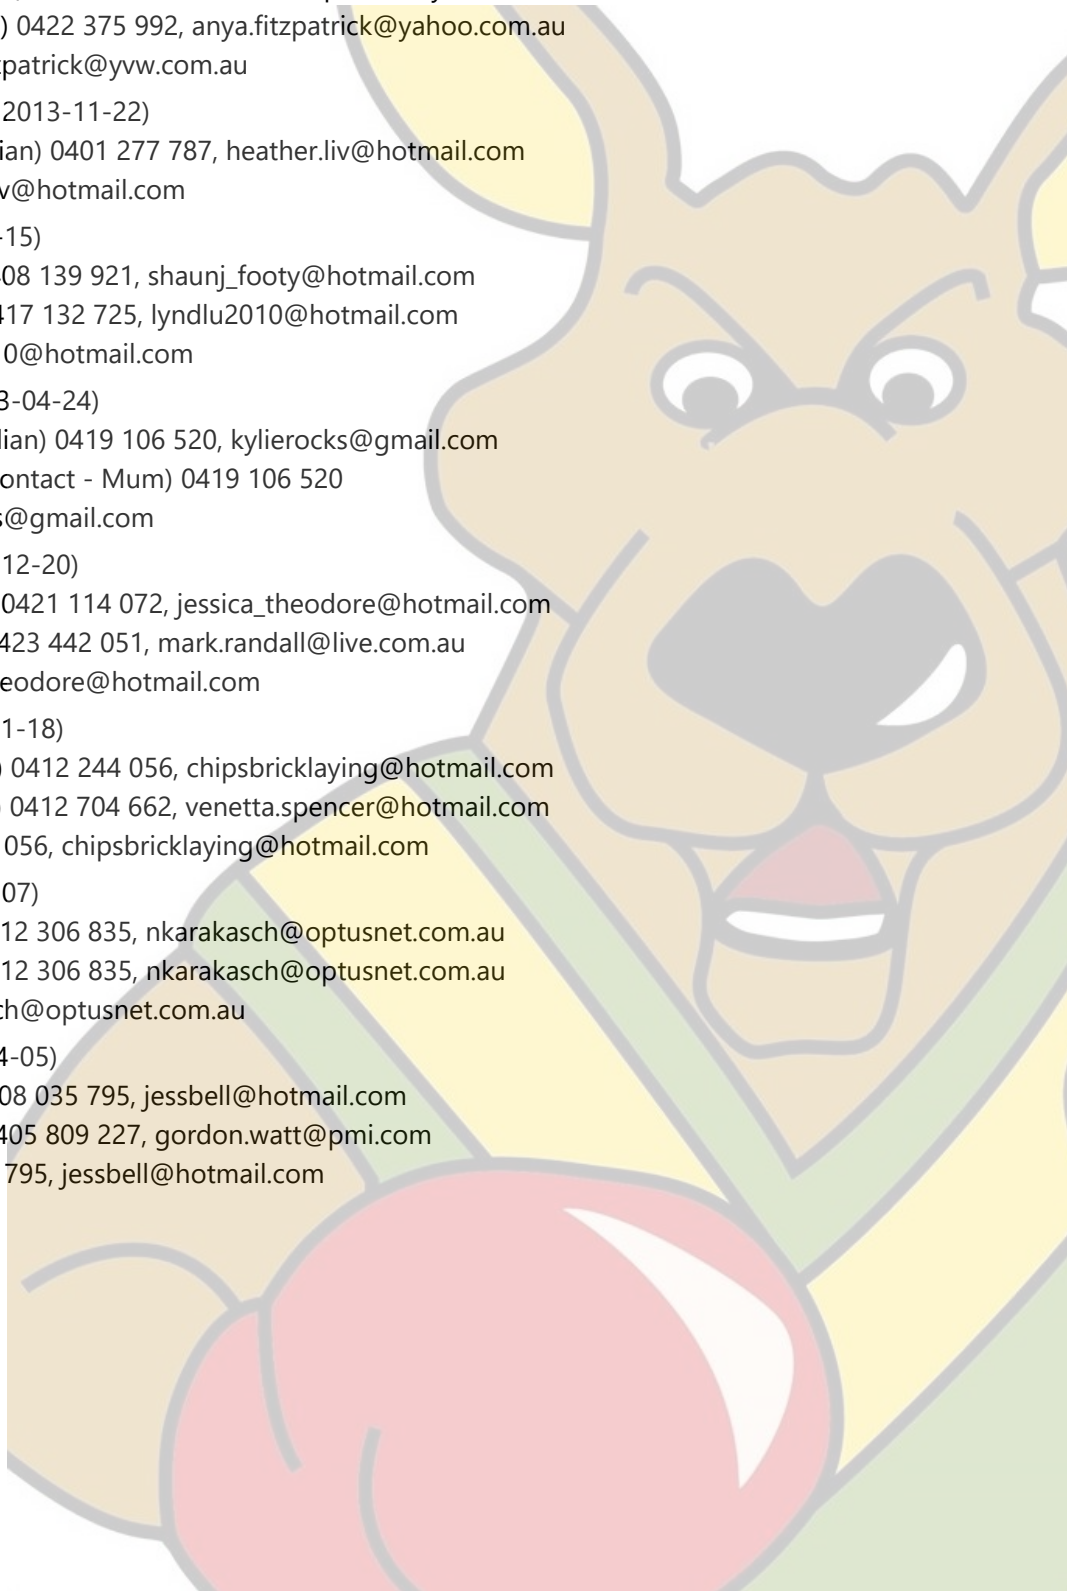 ) 0422 375 992, anya.fitzpatrick@yahoo.com.au
patrick@yvw.com.au
2013-11-22)
ian) 0401 277 787, heather.liv@hotmail.com
v@hotmail.com
-15)
08 139 921, shaunj_footy@hotmail.com
417 132 725, lyndlu2010@hotmail.com
0@hotmail.com
3-04-24)
lian) 0419 106 520, kylierocks@gmail.com
ontact - Mum) 0419 106 520
s@gmail.com
12-20)
0421 114 072, jessica_theodore@hotmail.com
423 442 051, mark.randall@live.com.au
eodore@hotmail.com
1-18)
) 0412 244 056, chipsbricklaying@hotmail.com
) 0412 704 662, venetta.spencer@hotmail.com
056, chipsbricklaying@hotmail.com
07)
12 306 835, nkarakasch@optusnet.com.au
12 306 835, nkarakasch@optusnet.com.au
ch@optusnet.com.au
4-05)
08 035 795, jessbell@hotmail.com
405 809 227, gordon.watt@pmi.com
795, jessbell@hotmail.com